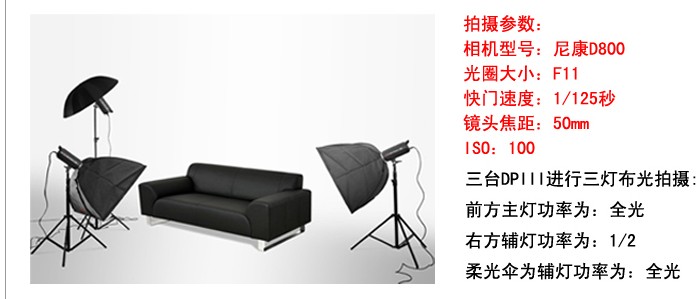 拍摄参数:
相机型号: 尼康D800
光圈大小: F11
快门速度: 1/125秒
镜头焦距: 50mm
ISO: 100
三台DPIII进行三灯布光拍摄:
前方主灯功率为: 全光
右方辅灯功率为: 1/2
柔光伞为辅灯功率为: 全光